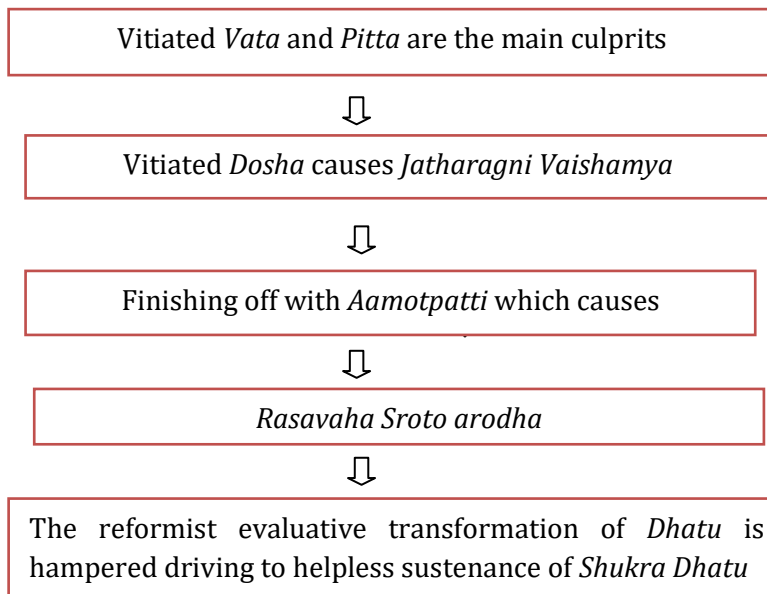 Vitiated Vata and Pitta are the main culprits
Vitiated Dosha causes Jatharagni Vaishamya
Finishing off with Aamotpatti which causes
Rasavaha Sroto arodha
The reformist evaluative transformation of Dhatu is
hampered driving to helpless sustenance of Shukra Dhatu